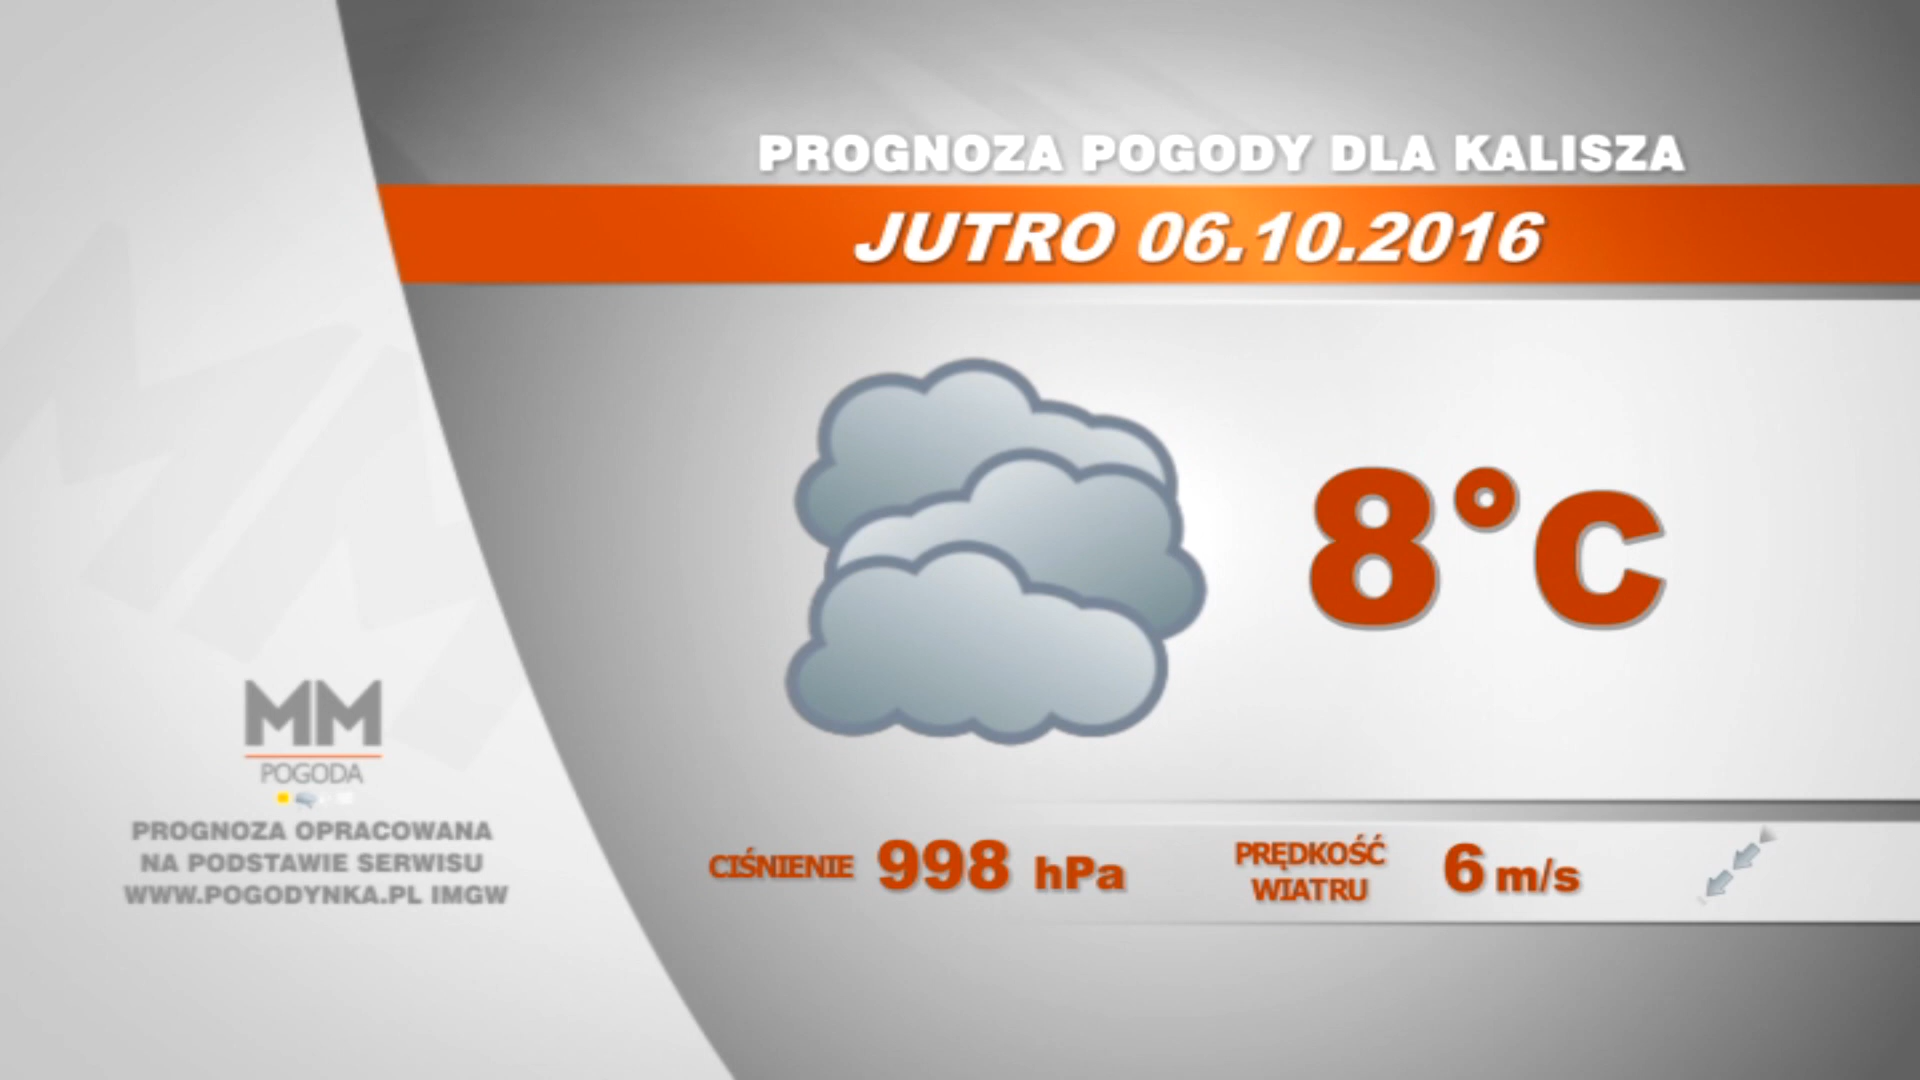 PROGNOZA POGODY DLA KALISZA
JUTRO 06.10.2016
8°C
MM
POGODA
PROGNOZA OPRACOWANA
NA PODSTAWIE SERWISU
WWW.POGODYNKA.PL IMGW
CIŚNIENIE 998 hPa
PRĘDKOŚĆ
WIATRU
6 m/s